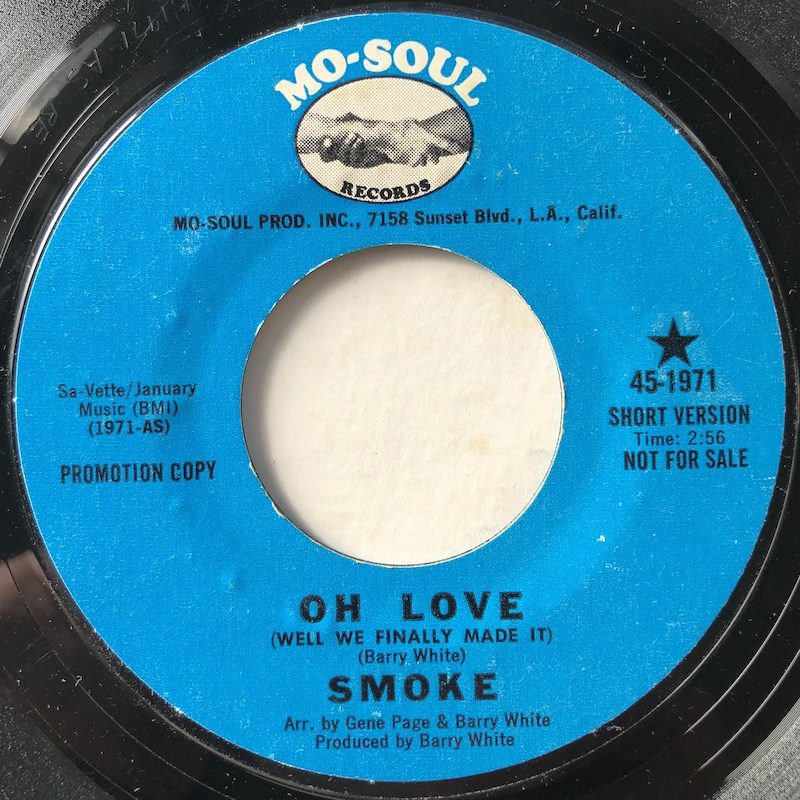 MO-SOUL
RECORDS
MO-SOUL PROD. INC., 7158 Sunset Blvd., L.A., Calif.
Sa-Vette/January
Music (BMI)
(1971-AS)
PROMOTION COPY
★
45-1971
SHORT VERSION
Time: 2:56
NOT FOR SALE
OH LOVE
(WELL WE FINALLY MADE IT)
(Barry White)
SMOKE
Arr. by Gene Page & Barry White
Produced by Barry White